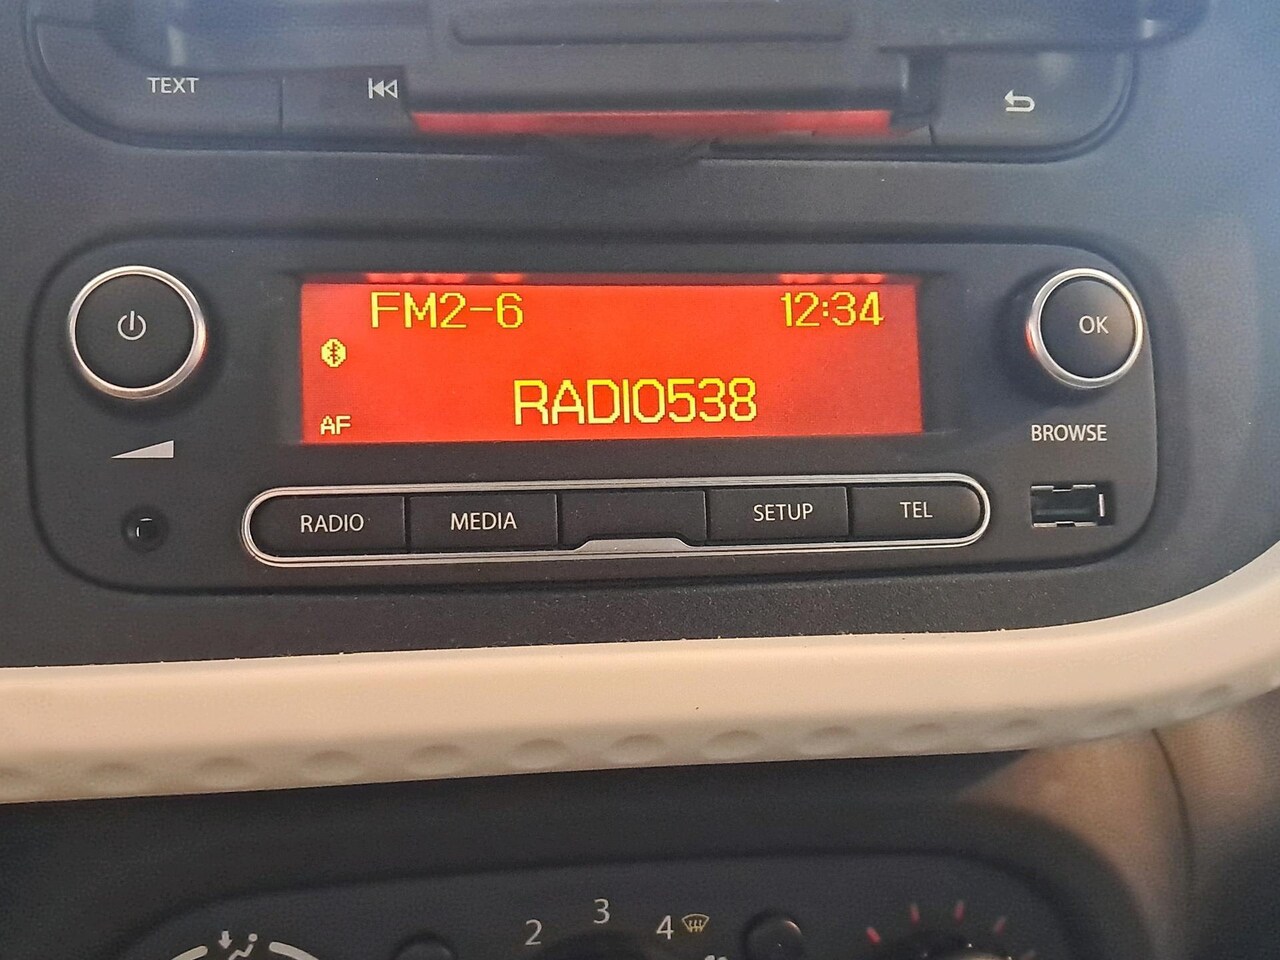 TEXT
FM2-6 12:34
OK
RADIO538
AF
BROWSE
RADIO MEDIA SETUP TEL
2 3 4